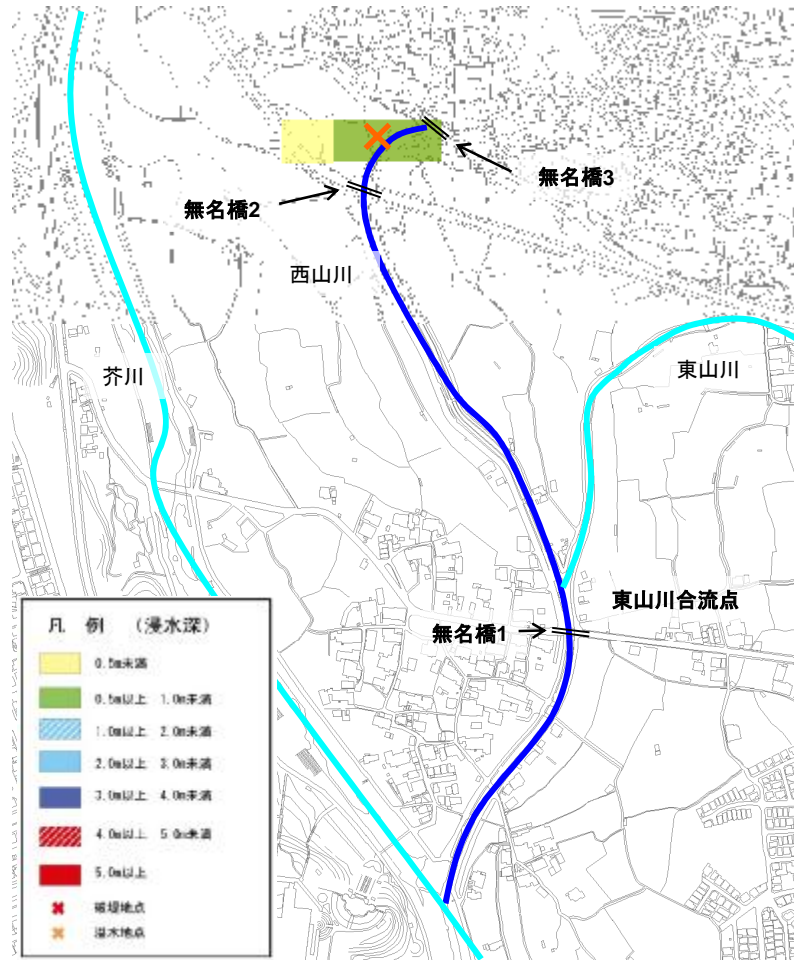 無名橋3
無名橋2
西山川
芥川
東山川
東山川合流点
無名橋1
凡 例 (浸水深)
0.5m未満
0.5m以上 1.0m未満
1.0m以上 2.0m未満
2.0m以上 3.0m未満
3.0m以上 4.0m未満
4.0m以上 5.0m未満
5.0m以上
破堤地点
溢水地点